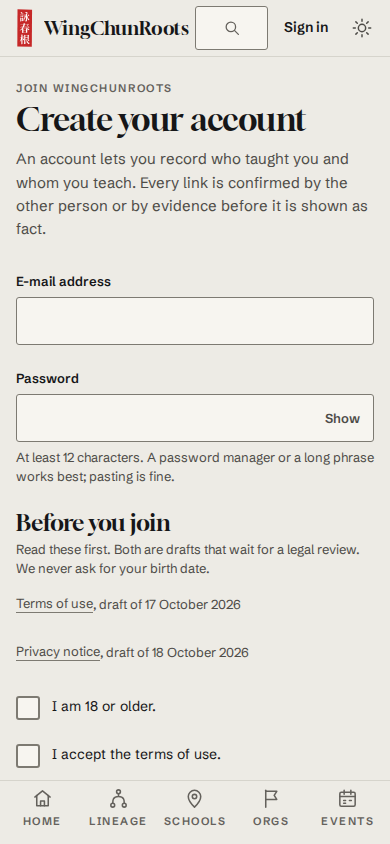 詠春根
WingChunRoots
Sign in
JOIN WINGCHUNROOTS
Create your account
An account lets you record who taught you and
whom you teach. Every link is confirmed by the
other person or by evidence before it is shown as
fact.
E-mail address
Password
Show
At least 12 characters. A password manager or a long phrase
works best; pasting is fine.
Before you join
Read these first. Both are drafts that wait for a legal review.
We never ask for your birth date.
Terms of use, draft of 17 October 2026
Privacy notice, draft of 18 October 2026
I am 18 or older.
I accept the terms of use.
HOME
LINEAGE
SCHOOLS
ORGS
EVENTS